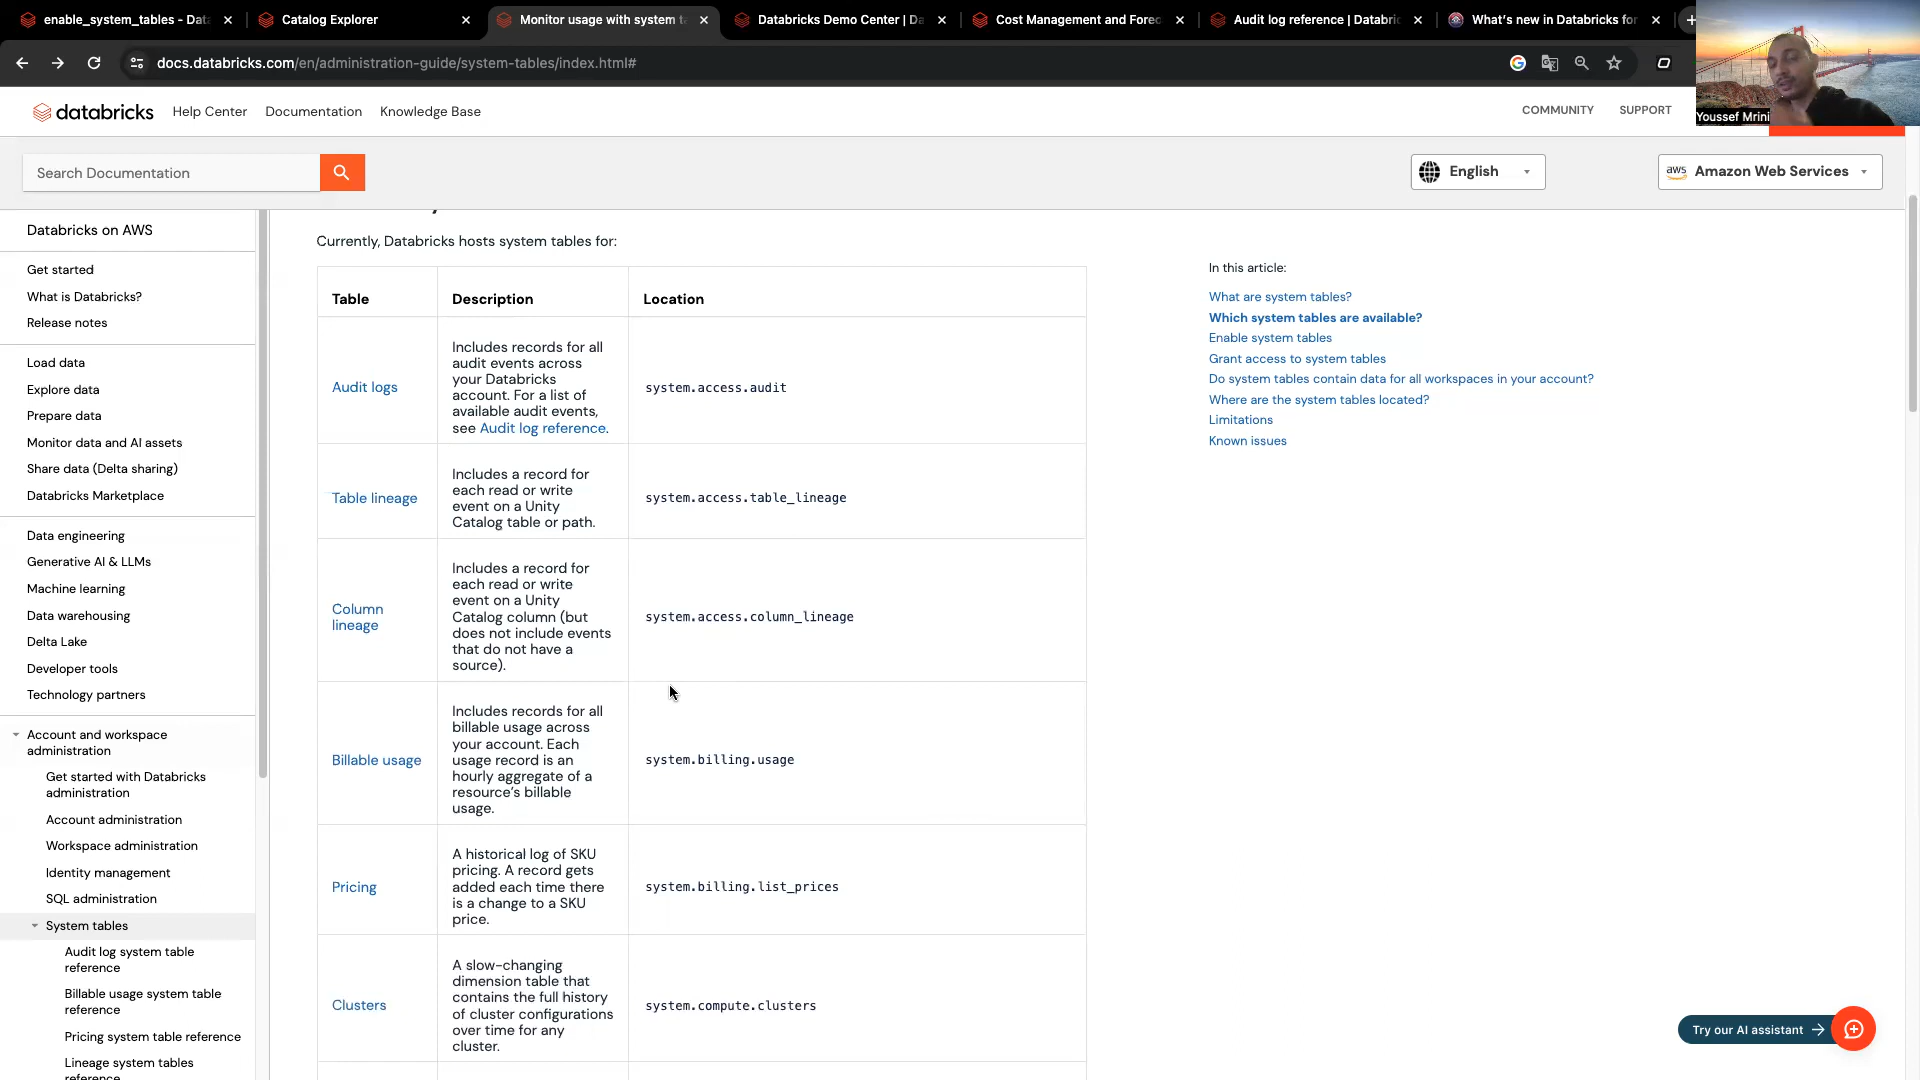 enable_system_tables - Dat
Catalog Explorer
Monitor usage with system t
Databricks Demo Center | D
Cost Management and Forec
Audit log reference | Databric
What's new in Databricks for
docs.databricks.com/en/administration-guide/system-tables/index.html#
Youssef Mrini
databricks
Help Center
Documentation
Knowledge Base
COMMUNITY
SUPPORT
Search Documentation
English
aws
Amazon Web Services
Databricks on AWS
Get started
What is Databricks?
Release notes
Load data
Explore data
Prepare data
Monitor data and AI assets
Share data (Delta sharing)
Databricks Marketplace
Data engineering
Generative AI & LLMs
Machine learning
Data warehousing
Delta Lake
Developer tools
Technology partners
Account and workspace
administration
Get started with Databricks
administration
Account administration
Workspace administration
Identity management
SQL administration
System tables
Audit log system table
reference
Billable usage system table
reference
Pricing system table reference
Lineage system tables
reference
Currently, Databricks hosts system tables for:
Table
Description
Location
Audit logs
Includes records for all
audit events across
your Databricks
account. For a list of
available audit events,
see Audit log reference.
system.access.audit
Table lineage
Includes a record for
each read or write
event on a Unity
Catalog table or path.
system.access.table_lineage
Column
lineage
Includes a record for
each read or write
event on a Unity
Catalog column (but
does not include events
that do not have a
source).
system.access.column_lineage
Billable usage
Includes records for all
billable usage across
your account. Each
usage record is an
hourly aggregate of a
resource's billable
usage.
system.billing.usage
Pricing
A historical log of SKU
pricing. A record gets
added each time there
is a change to a SKU
price.
system.billing.list_prices
Clusters
A slow-changing
dimension table that
contains the full history
of cluster configurations
over time for any
cluster.
system.compute.clusters
In this article:
What are system tables?
Which system tables are available?
Enable system tables
Grant access to system tables
Do system tables contain data for all workspaces in your account?
Where are the system tables located?
Limitations
Known issues
Try our AI assistant